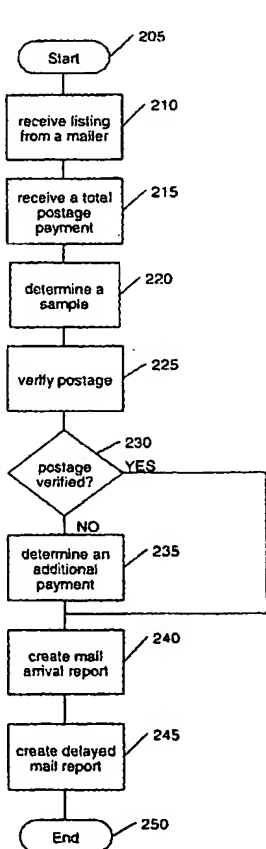 205
Start
210
receive listing
from a mailer
215
receive a total
postage
payment
220
determine a
sample
225
verify postage
230
postage
verified?
YES
NO
235
determine an
additional
payment
240
create mail
arrival report
245
create delayed
mail report
250
End